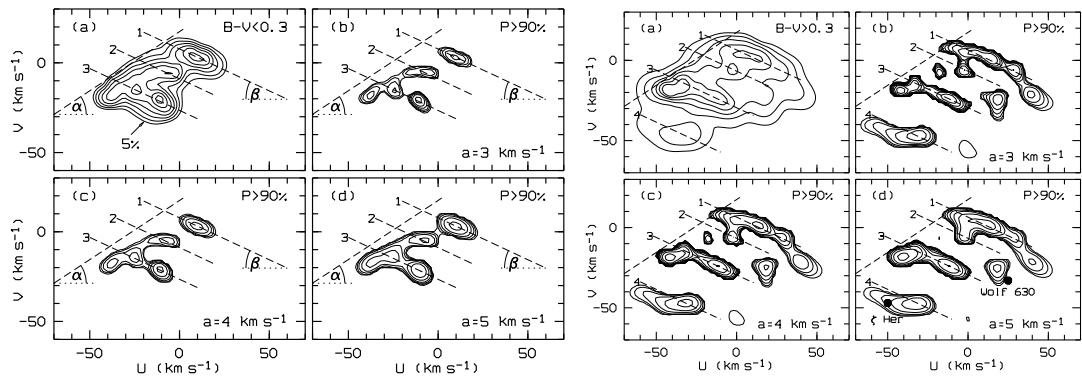 (a) B-V<0.3
1
2
3
α
β
5%
V (km s⁻¹)
0
-50
(b) P>90%
1
2
3
α
β
a=3 km s⁻¹
(c) P>90%
1
2
3
α
β
a=4 km s⁻¹
V (km s⁻¹)
0
-50
(d) P>90%
1
2
3
α
β
a=5 km s⁻¹
-50 0 50
U (km s⁻¹)
-50 0 50
U (km s⁻¹)
(a) B-V>0.3
1
2
3
4
V (km s⁻¹)
0
-50
(b) P>90%
1
2
3
4
a=3 km s⁻¹
(c) P>90%
1
2
3
4
a=4 km s⁻¹
V (km s⁻¹)
0
-50
(d) P>90%
1
2
3
4
Wolf 630
ζ Her
a=5 km s⁻¹
-50 0 50
U (km s⁻¹)
-50 0 50
U (km s⁻¹)